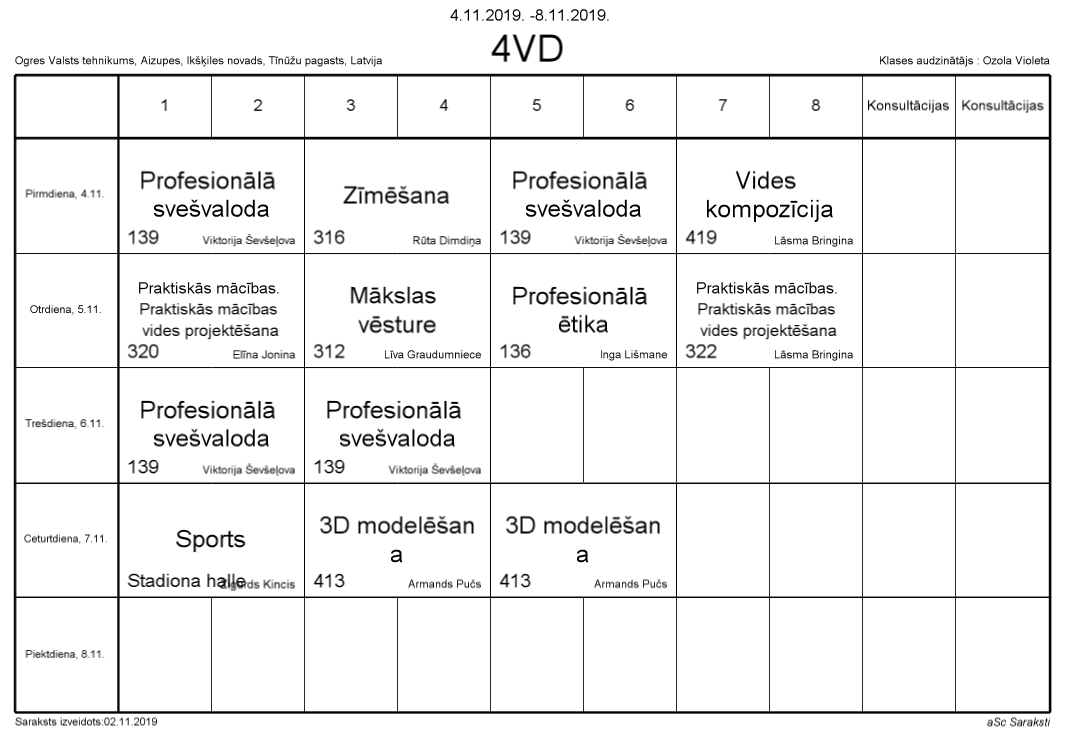 4.11.2019. -8.11.2019.
4VD
Ogres Valsts tehnikums, Aizupes, Ikšķiles novads, Tīnūžu pagasts, Latvija
Klases audzinātājs : Ozola Violeta
1 2 3 4 5 6 7 8 Konsultācijas Konsultācijas
Pirmdiena, 4.11.
Profesionālā
svešvaloda
139 Viktorija Ševšeļova
Zīmēšana
316 Rūta Dimdiņa
Profesionālā
svešvaloda
139 Viktorija Ševšeļova
Vides
kompozīcija
419 Lāsma Bringina
Otrdiena, 5.11.
Praktiskās mācības.
Praktiskās mācības
vides projektēšana
320 Elīna Jonina
Mākslas
vēsture
312 Līva Graudumniece
Profesionālā
ētika
136 Inga Lišmane
Praktiskās mācības.
Praktiskās mācības
vides projektēšana
322 Lāsma Bringina
Trešdiena, 6.11.
Profesionālā
svešvaloda
139 Viktorija Ševšeļova
Profesionālā
svešvaloda
139 Viktorija Ševšeļova
Ceturtdiena, 7.11.
Sports
Stadiona halle Zigurds Kincis
3D modelēšan
a
413 Armands Pučs
3D modelēšan
a
413 Armands Pučs
Piektdiena, 8.11.
Saraksts izveidots:02.11.2019
aSc Saraksti